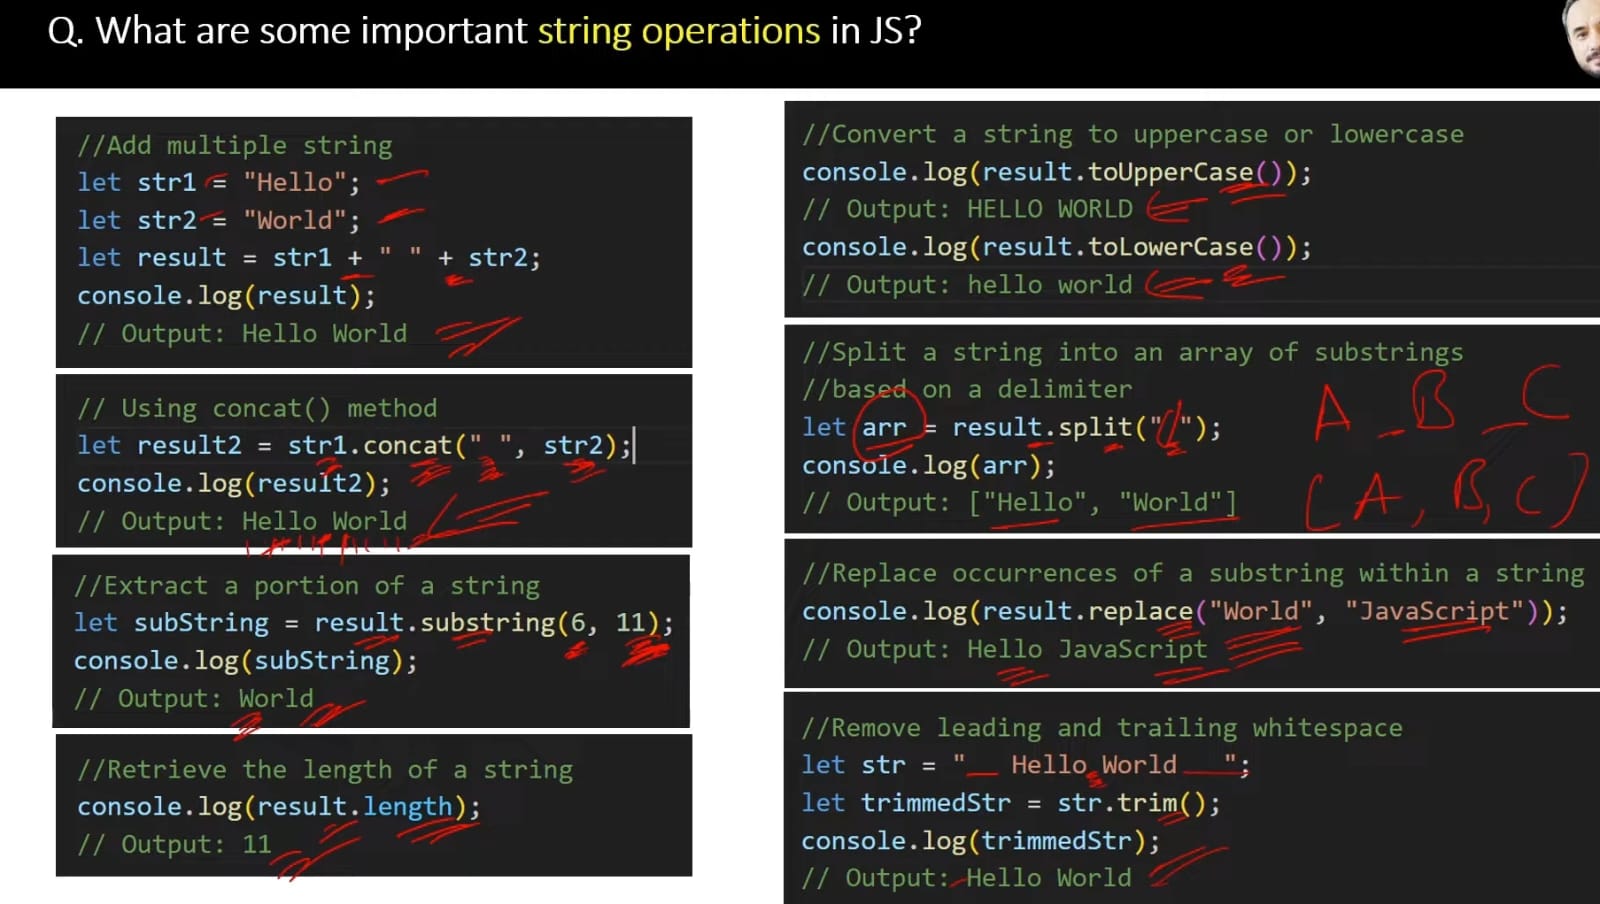 Q. What are some important string operations in JS?
//Add multiple string
let str1 = "Hello";
let str2 = "World";
let result = str1 + " " + str2;
console.log(result);
// Output: Hello World
// Using concat() method
let result2 = str1.concat(" ", str2);
console.log(result2);
// Output: Hello World
//Extract a portion of a string
let subString = result.substring(6, 11);
console.log(subString);
// Output: World
//Retrieve the length of a string
console.log(result.length);
// Output: 11
//Convert a string to uppercase or lowercase
console.log(result.toUpperCase());
// Output: HELLO WORLD
console.log(result.toLowerCase());
// Output: hello world
//Split a string into an array of substrings
//based on a delimiter
let arr = result.split(" ");
console.log(arr);
// Output: ["Hello", "World"]
A _ B _ C
[A, B, C]
//Replace occurrences of a substring within a string
console.log(result.replace("World", "JavaScript"));
// Output: Hello JavaScript
//Remove leading and trailing whitespace
let str = "   Hello World   ";
let trimmedStr = str.trim();
console.log(trimmedStr);
// Output: Hello World